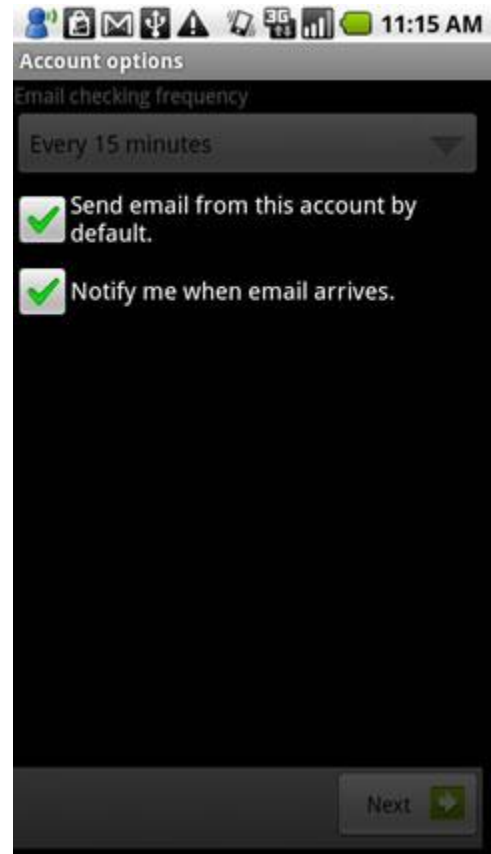 3G
11:15 AM
Account options
Email checking frequency
Every 15 minutes
Send email from this account by
default.
Notify me when email arrives.
Next